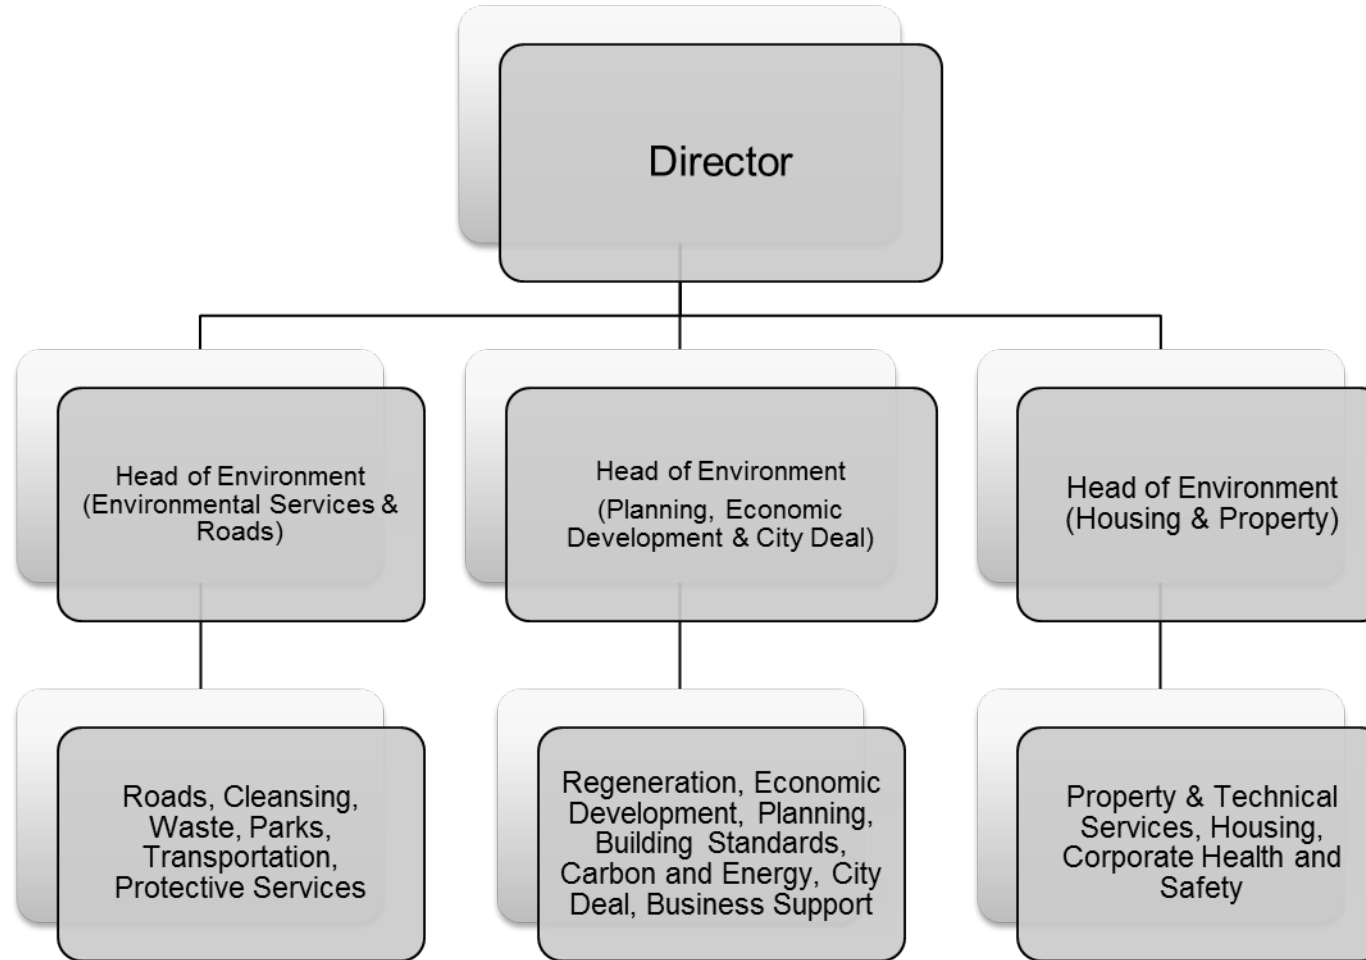 Director
Head of Environment
(Environmental Services &
Roads)
Head of Environment
(Planning, Economic
Development & City Deal)
Head of Environment
(Housing & Property)
Roads, Cleansing,
Waste, Parks,
Transportation,
Protective Services
Regeneration, Economic
Development, Planning,
Building Standards,
Carbon and Energy, City
Deal, Business Support
Property & Technical
Services, Housing,
Corporate Health and
Safety